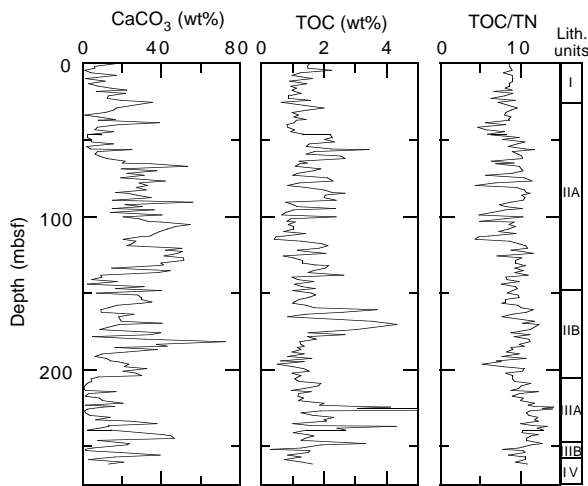 CaCO3 (wt%) TOC (wt%) TOC/TN
0 40 80 0 2 4 0 10 Lith. units
0
100
200
Depth (mbsf)
I
IIA
IIB
IIIA
IIIB
IV